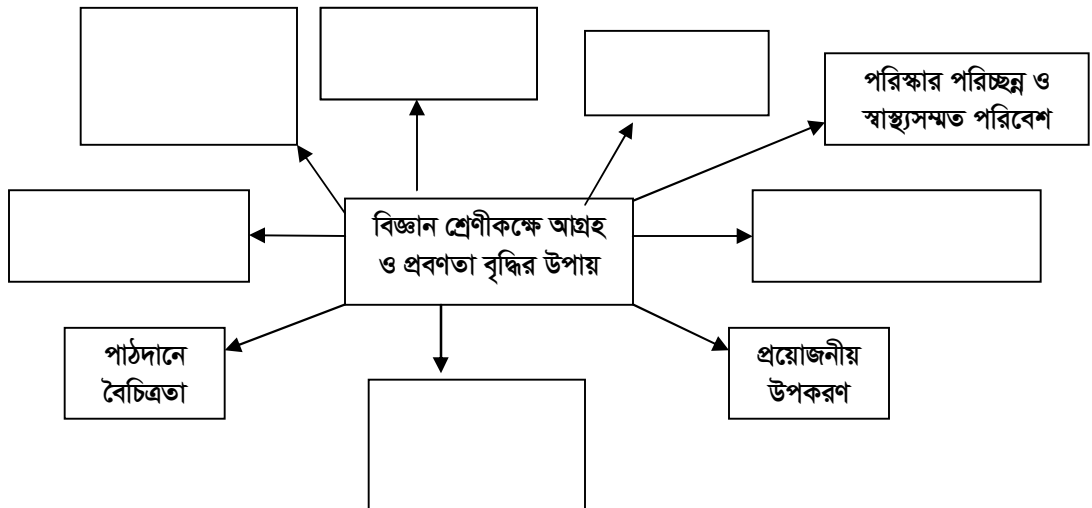 পরিস্কার পরিচ্ছন্ন ও
স্বাস্থ্যসম্মত পরিবেশ
বিজ্ঞান শ্রেণীকক্ষে আগ্রহ
ও প্রবণতা বৃদ্ধির উপায়
পাঠদানে
বৈচিত্রতা
প্রয়োজনীয়
উপকরণ